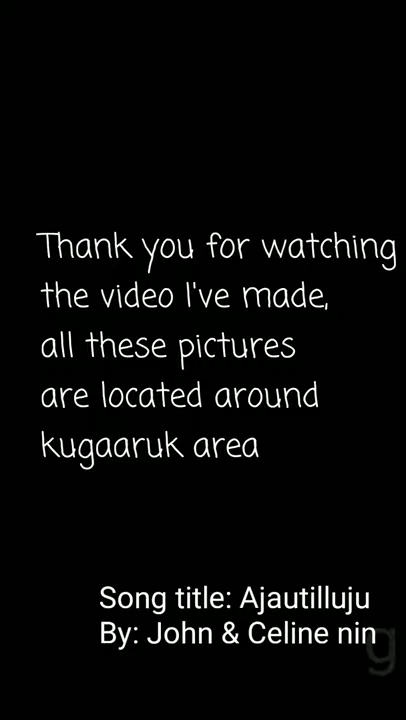 Thank you for watching
the video I've made,
all these pictures
are located around
kugaaruk area
Song title: Ajautilluju
By: John & Celine nin
g